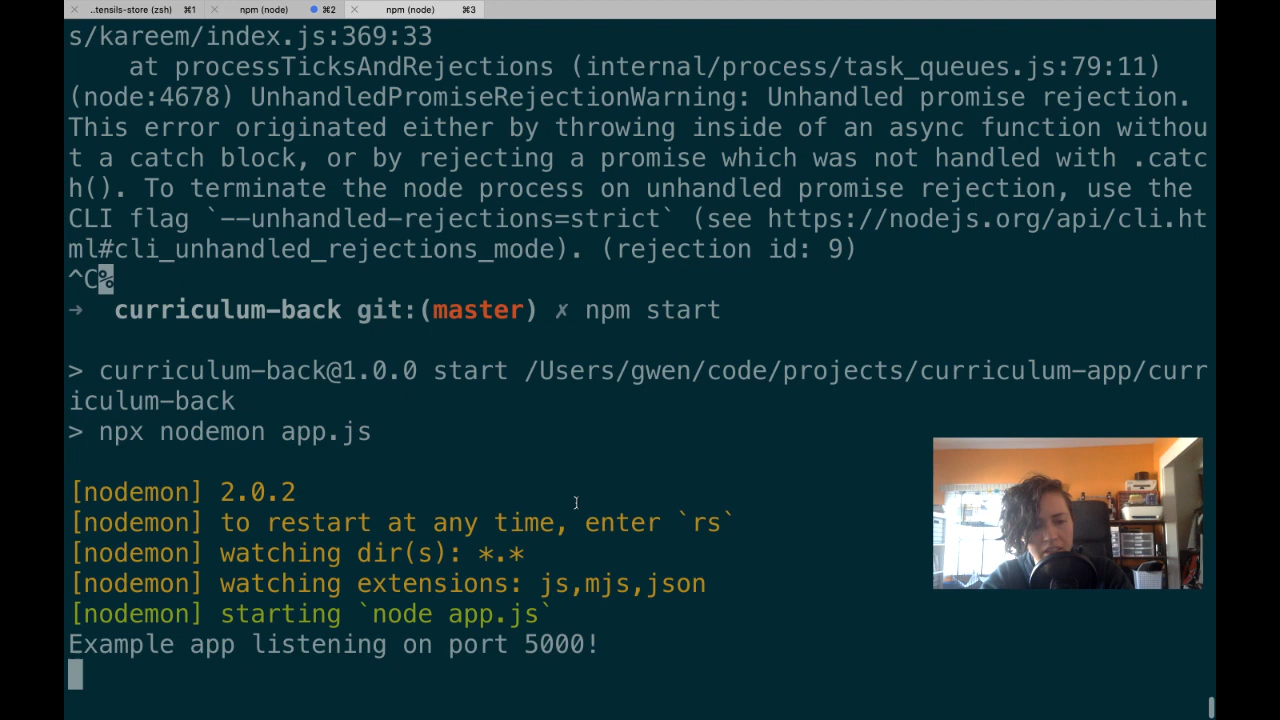 ..tensils-store (zsh) ⌘1 npm (node) ⌘2 npm (node) ⌘3
s/kareem/index.js:369:33)
    at processTicksAndRejections (internal/process/task_queues.js:79:11)
(node:4678) UnhandledPromiseRejectionWarning: Unhandled promise rejection.
This error originated either by throwing inside of an async function withou
t a catch block, or by rejecting a promise which was not handled with .catc
h(). To terminate the node process on unhandled promise rejection, use the
CLI flag `--unhandled-rejections=strict` (see https://nodejs.org/api/cli.ht
ml#cli_unhandled_rejections_mode). (rejection id: 9)
^C%
→  curriculum-back git:(master) ✗ npm start
> curriculum-back@1.0.0 start /Users/gwen/code/projects/curriculum-app/curr
iculum-back
> npx nodemon app.js
[nodemon] 2.0.2
[nodemon] to restart at any time, enter `rs`
[nodemon] watching dir(s): *.*
[nodemon] watching extensions: js,mjs,json
[nodemon] starting `node app.js`
Example app listening on port 5000!